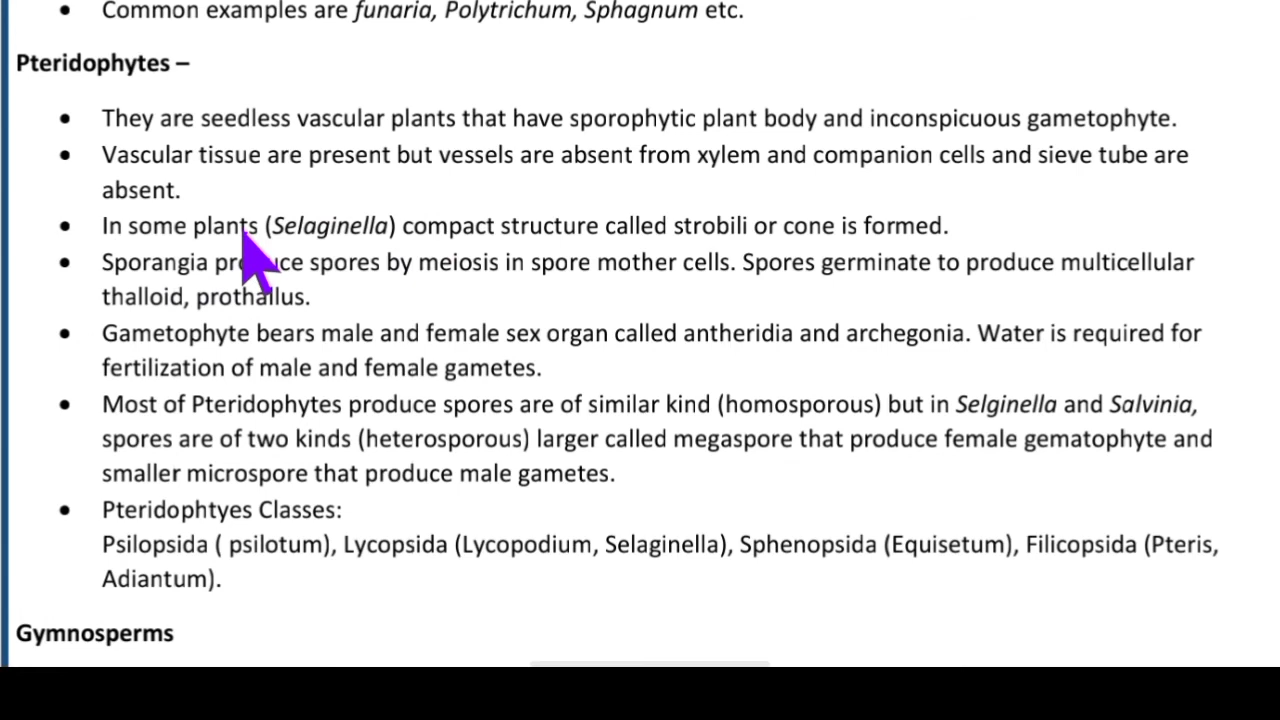 • Common examples are funaria, Polytrichum, Sphagnum etc.
Pteridophytes –
• They are seedless vascular plants that have sporophytic plant body and inconspicuous gametophyte.
• Vascular tissue are present but vessels are absent from xylem and companion cells and sieve tube are
absent.
• In some plants (Selaginella) compact structure called strobili or cone is formed.
• Sporangia produce spores by meiosis in spore mother cells. Spores germinate to produce multicellular
thalloid, prothallus.
• Gametophyte bears male and female sex organ called antheridia and archegonia. Water is required for
fertilization of male and female gametes.
• Most of Pteridophytes produce spores are of similar kind (homosporous) but in Selginella and Salvinia,
spores are of two kinds (heterosporous) larger called megaspore that produce female gematophyte and
smaller microspore that produce male gametes.
• Pteridophtyes Classes:
Psilopsida ( psilotum), Lycopsida (Lycopodium, Selaginella), Sphenopsida (Equisetum), Filicopsida (Pteris,
Adiantum).
Gymnosperms